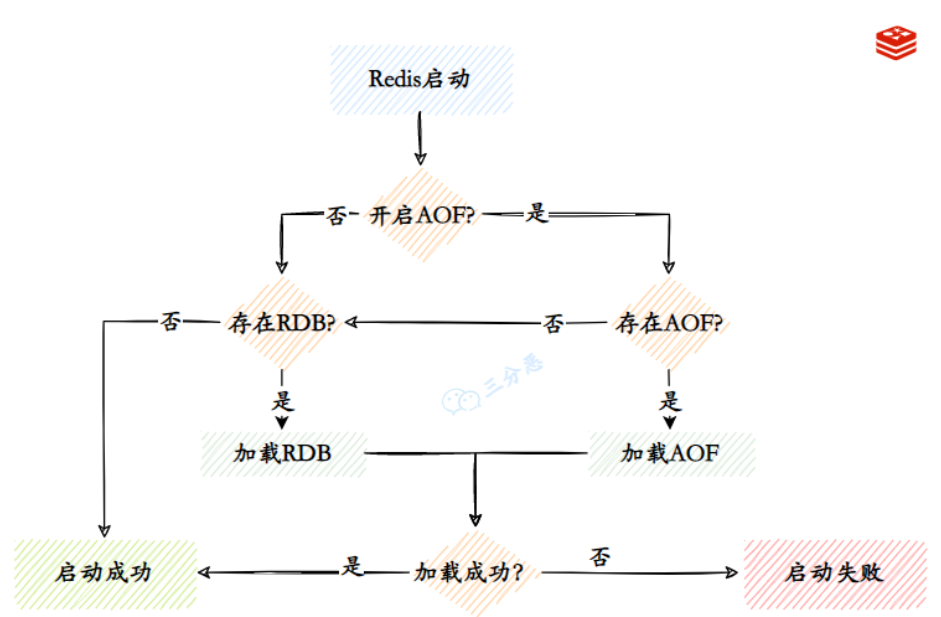 Redis启动
否
开启AOF?
是
否
存在RDB?
否
存在AOF?
三分恶
是
是
加载RDB
加载AOF
启动成功
是
加载成功?
否
启动失败